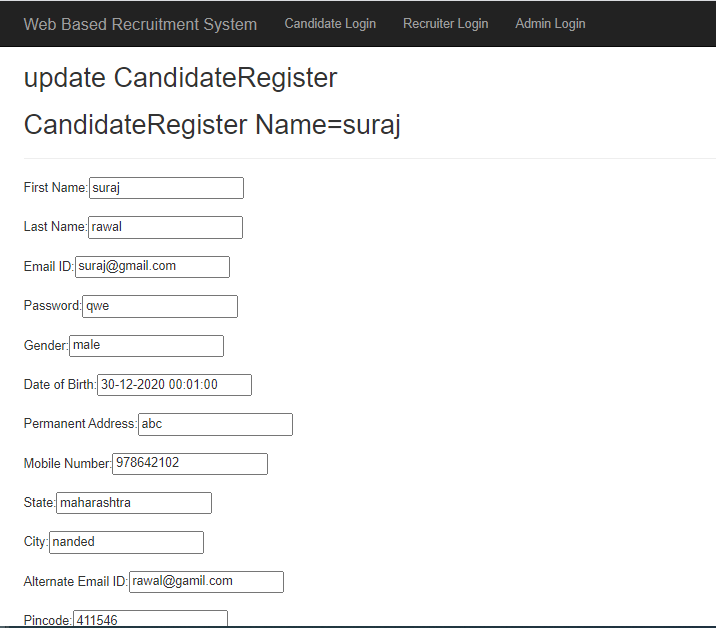 Web Based Recruitment System Candidate Login Recruiter Login Admin Login
update CandidateRegister
CandidateRegister Name=suraj
First Name: suraj
Last Name: rawal
Email ID: suraj@gmail.com
Password: qwe
Gender: male
Date of Birth: 30-12-2020 00:01:00
Permanent Address: abc
Mobile Number: 978642102
State: maharashtra
City: nanded
Alternate Email ID: rawal@gamil.com
Pincode: 411546